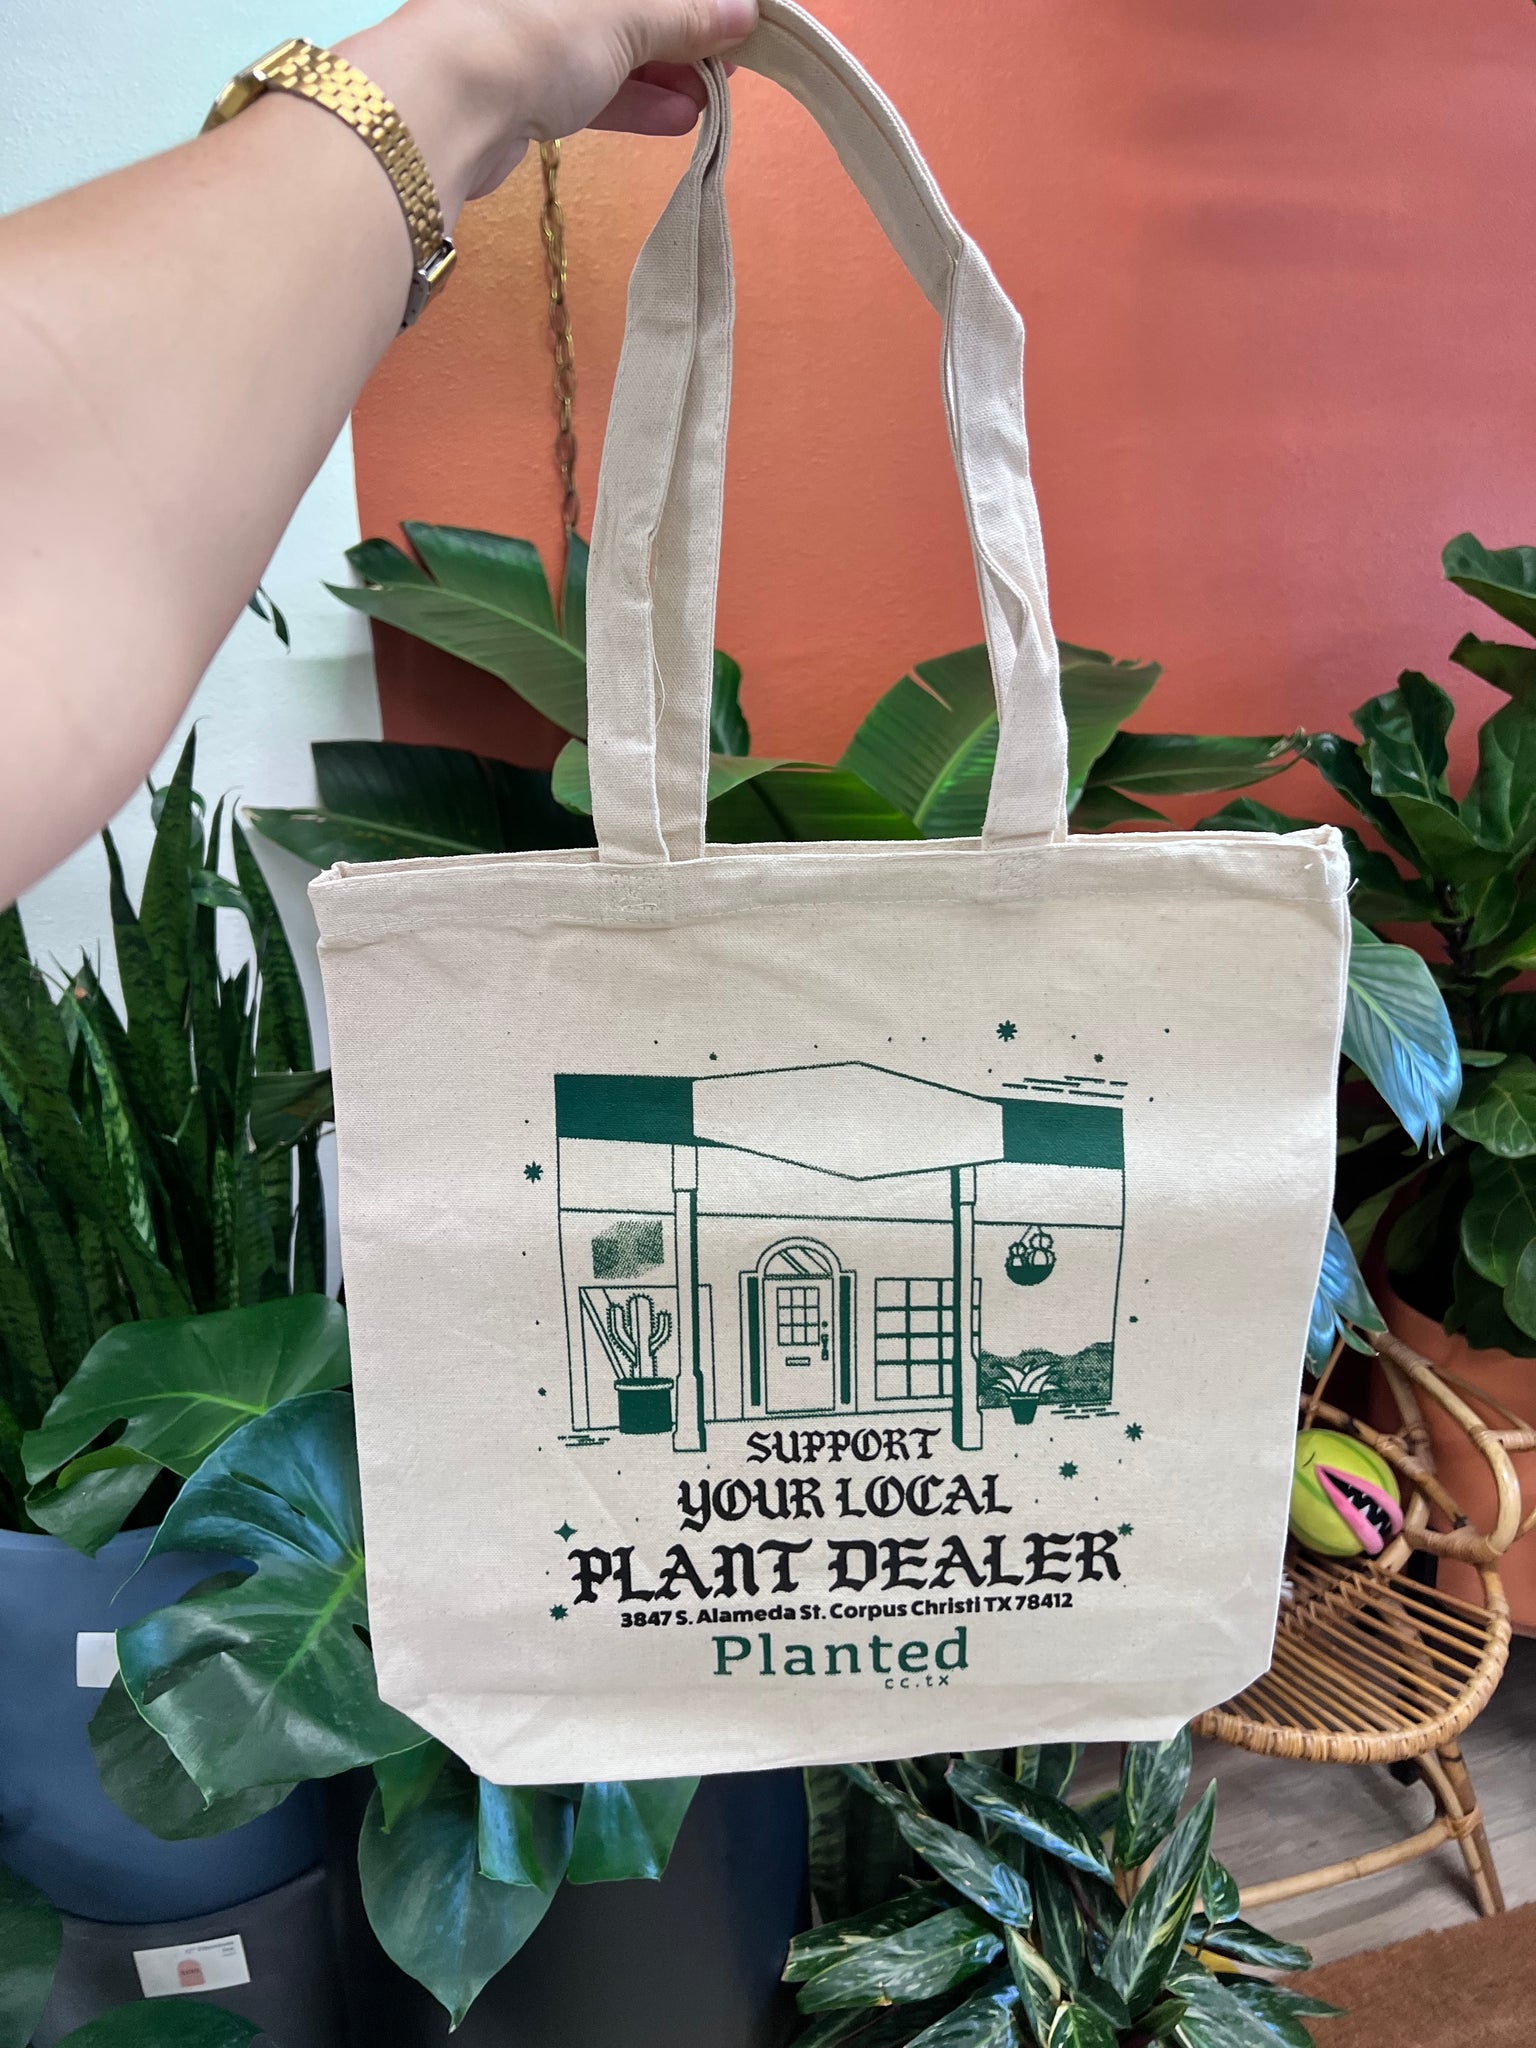 SUPPORT
YOUR LOCAL
PLANT DEALER
3847 S. Alameda St. Corpus Christi TX 78412
Planted
cc.tx